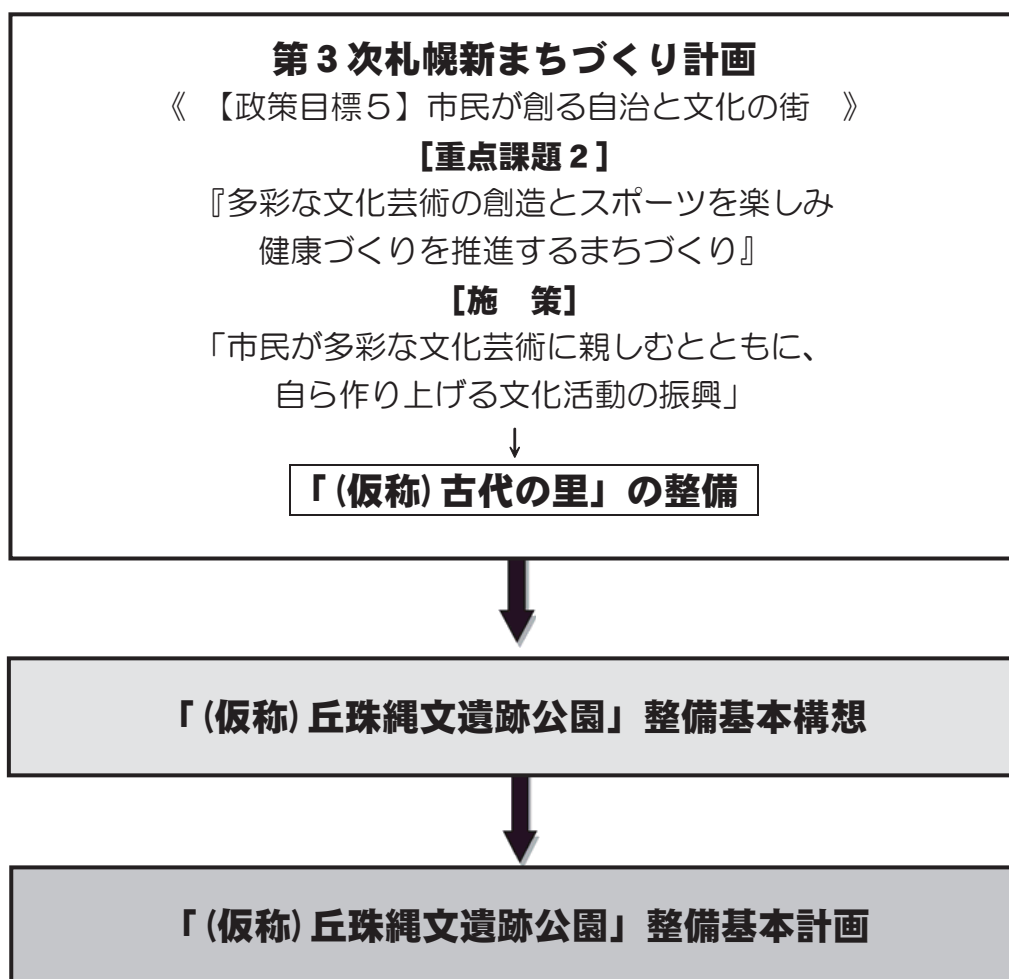 第3次札幌新まちづくり計画
《 【政策目標5】市民が創る自治と文化の街 》
[重点課題2]
『多彩な文化芸術の創造とスポーツを楽しみ
健康づくりを推進するまちづくり』
[施　策]
「市民が多彩な文化芸術に親しむとともに、
自ら作り上げる文化活動の振興」
↓
「(仮称)古代の里」の整備
「(仮称)丘珠縄文遺跡公園」整備基本構想
「(仮称)丘珠縄文遺跡公園」整備基本計画